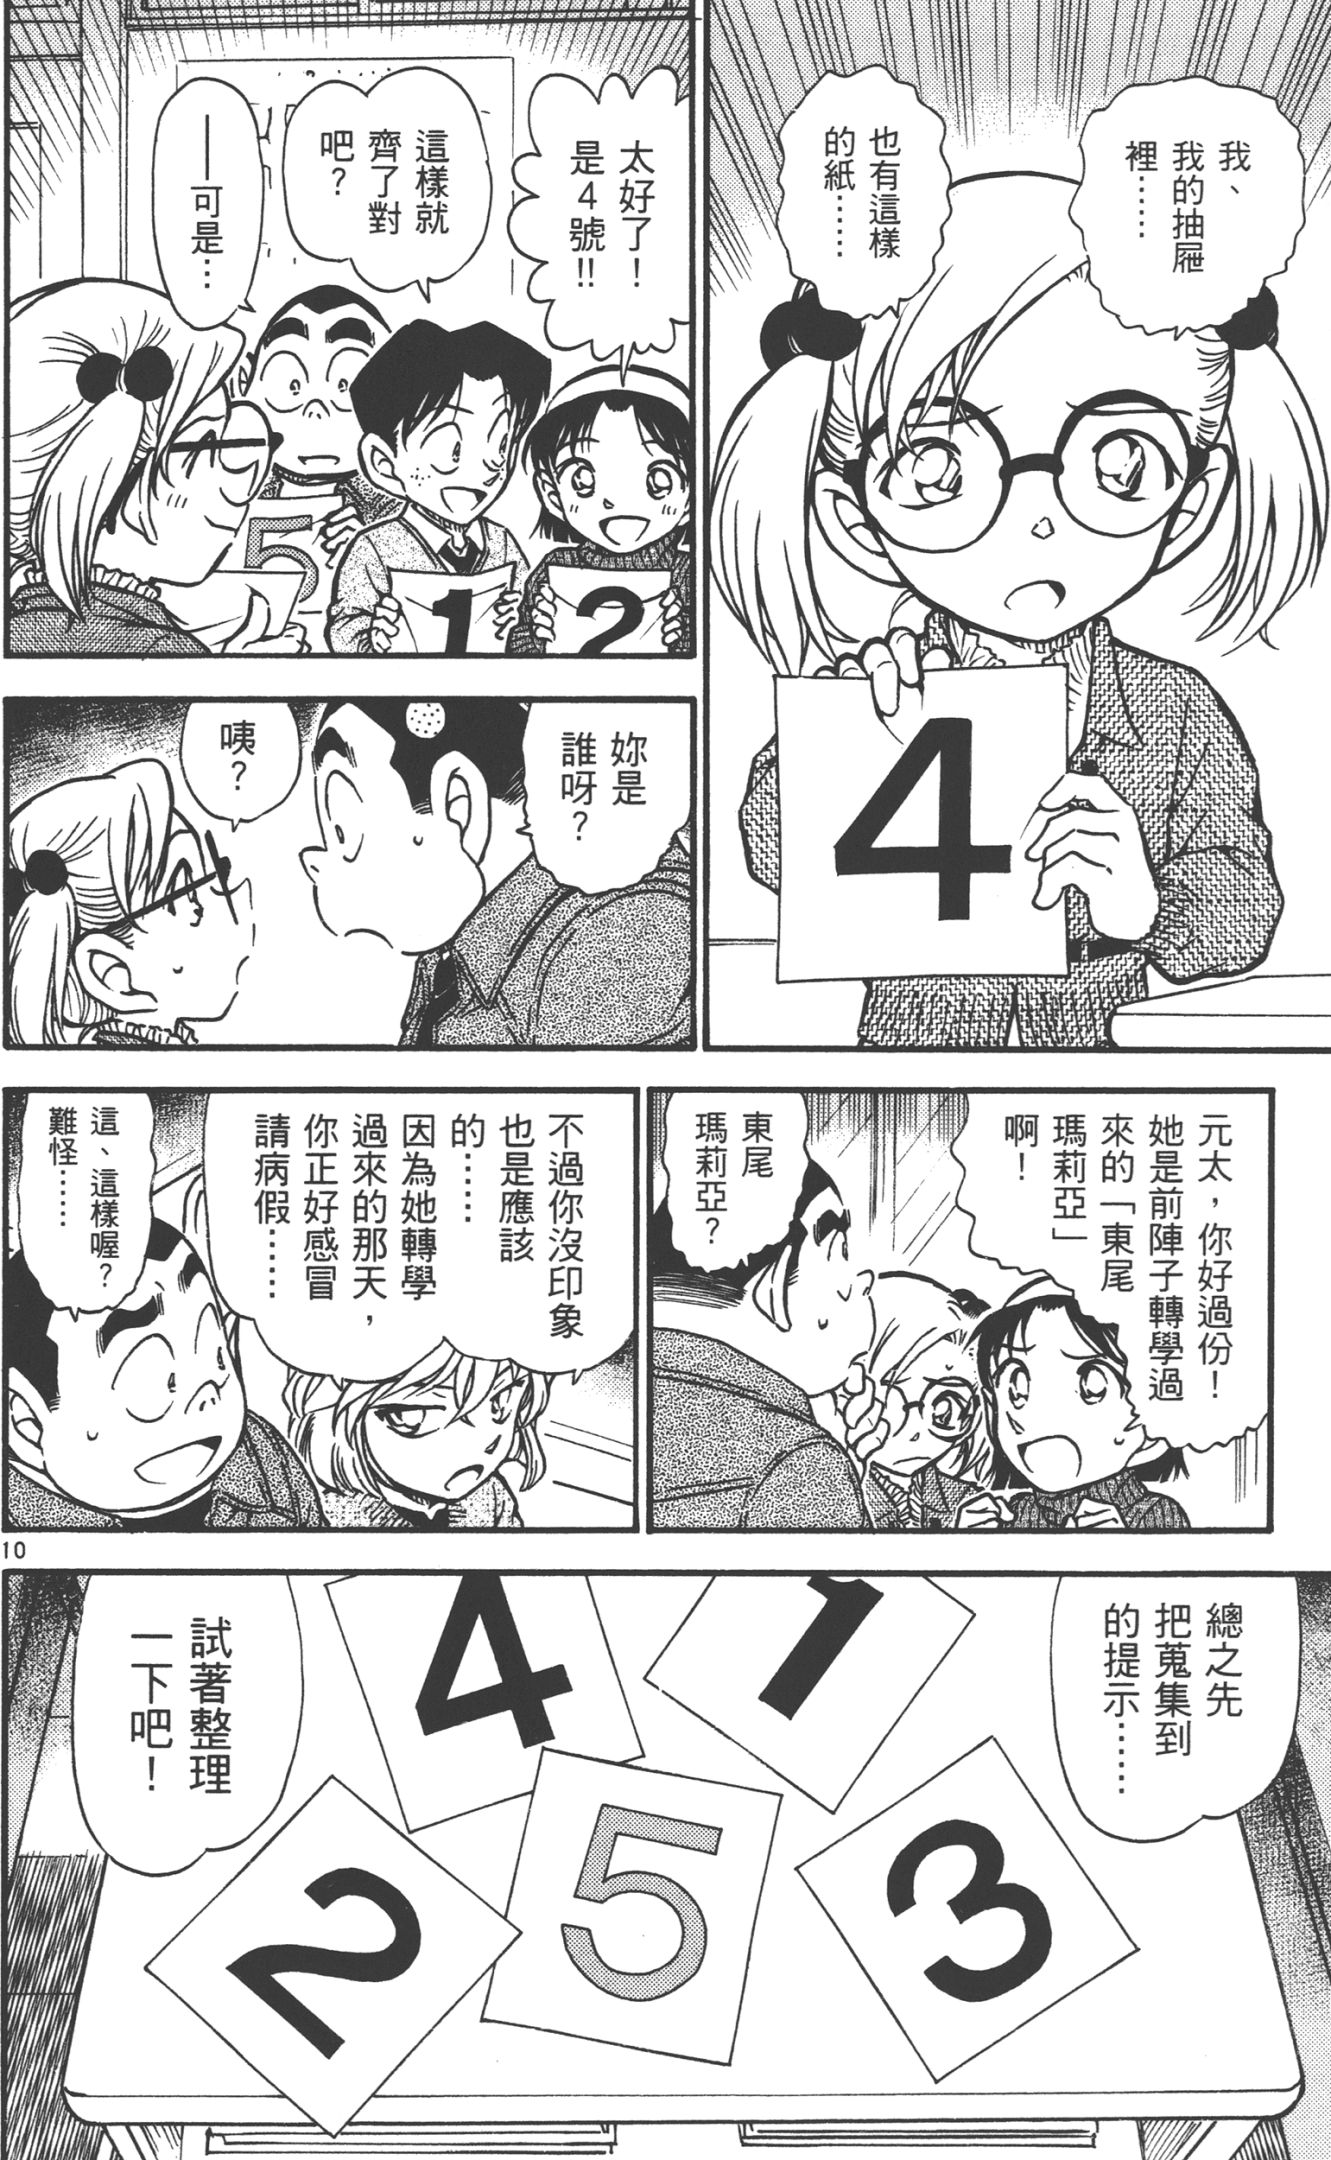 我、
我的抽屜
裡……
也有這樣
的紙……
4
太好了！
是4號!!
這樣就
齊了對
吧？
──可是…
5
1
2
妳是
誰呀？
咦？
元太，你好過份！
她是前陣子轉學過
來的「東尾
瑪莉亞」
啊！
東尾
瑪莉亞？
不過你沒印象
也是應該
的……
因為她轉學
過來的那天，
你正好感冒
請病假……
這、這樣喔？
難怪……
10
總之先
把蒐集到
的提示……
試著整理
一下吧！
4
1
2
5
3